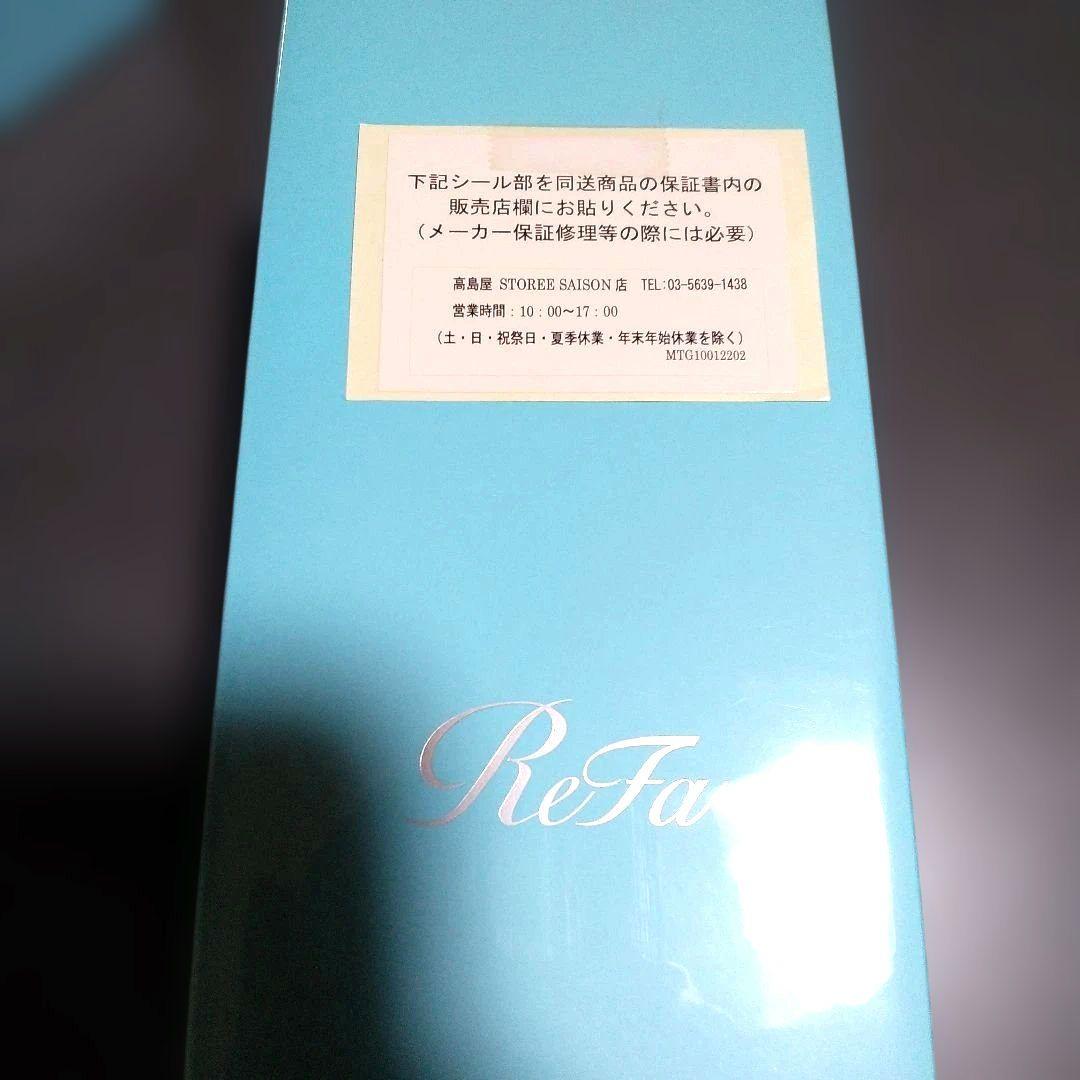 下記シール部を同送商品の保証書内の
販売店欄にお貼りください。
（メーカー保証修理等の際には必要）
高島屋 STOREE SAISON 店 TEL:03-5639-1438
営業時間：10：00～17：00
（土・日・祝祭日・夏季休業・年末年始休業を除く）
MTG10012202
ReFa